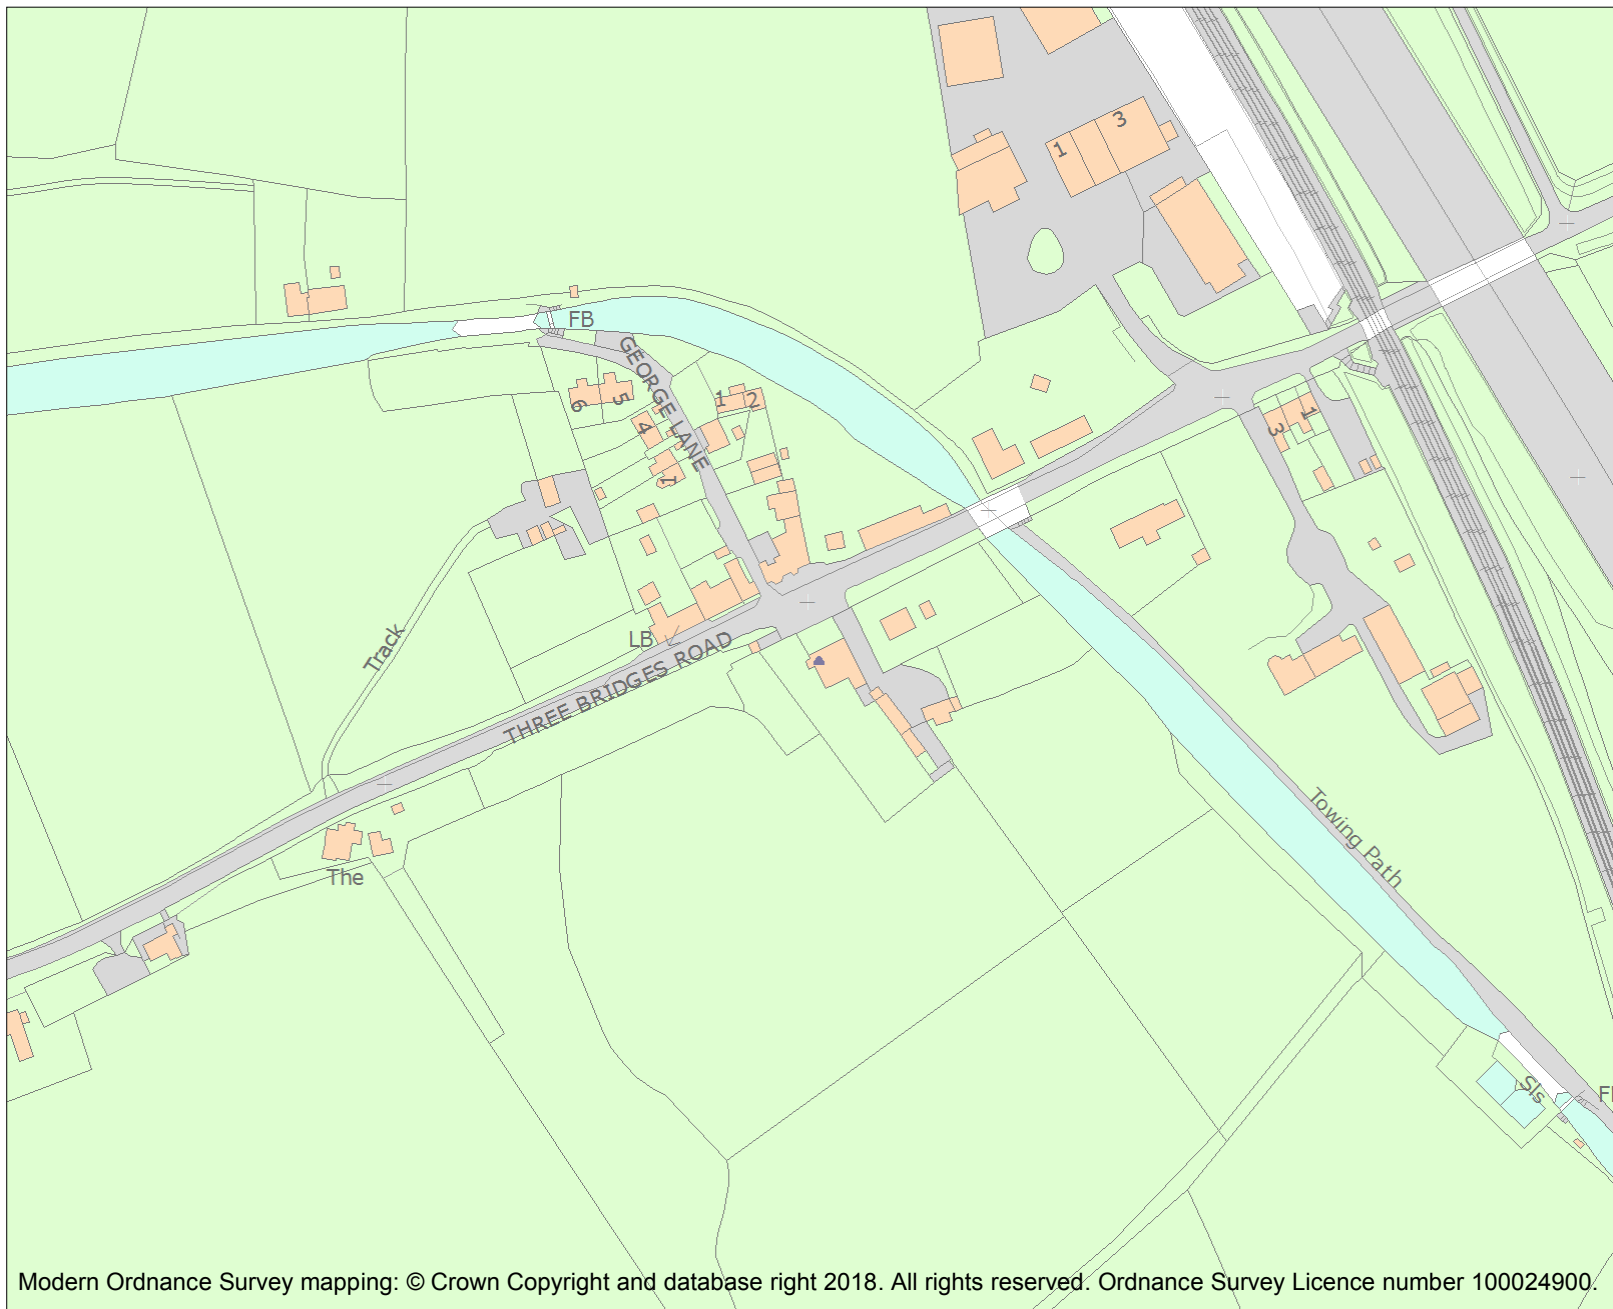 3
1
FB
GEORGE LANE
6
5
1
2
4
1
1
3
LB
Track
THREE BRIDGES ROAD
Towing Path
The
Sls
Modern Ordnance Survey mapping: © Crown Copyright and database right 2018. All rights reserved. Ordnance Survey Licence number 100024900.